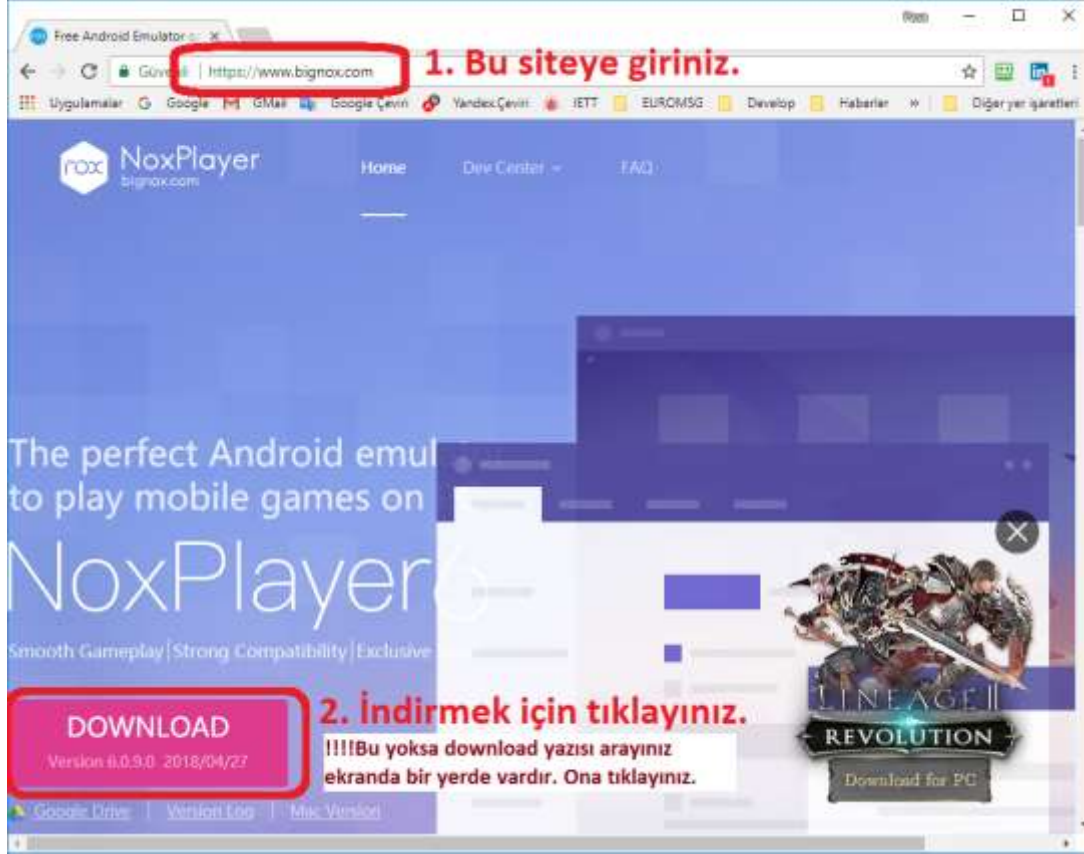 Free Android Emulator
https://www.bignox.com
1. Bu siteye giriniz.
Uygulamalar Google GMail Google Çeviri Yandex.Çeviri IETT EUROMSG Develop Haberler » Diğer yer işaretleri
nox NoxPlayer
bignox.com
Home Dev Center FAQ
The perfect Android emul
to play mobile games on
NoxPlayer6
Smooth Gameplay|Strong Compatibility|Exclusive
DOWNLOAD
Version 6.0.9.0 2018/04/27
2. İndirmek için tıklayınız.
!!!!Bu yoksa download yazısı arayınız
ekranda bir yerde vardır. Ona tıklayınız.
Google Drive | Version Log | Mac Version
LINEAGE II
REVOLUTION
Download for PC